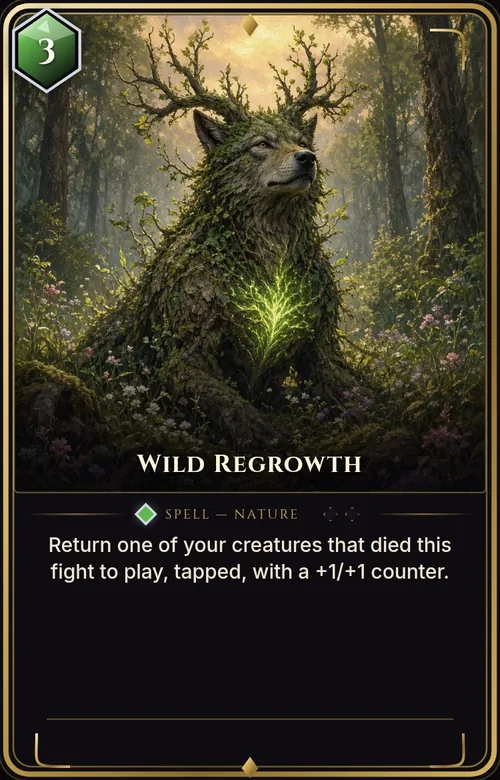 3
Wild Regrowth
Spell — Nature
Return one of your creatures that died this
fight to play, tapped, with a +1/+1 counter.